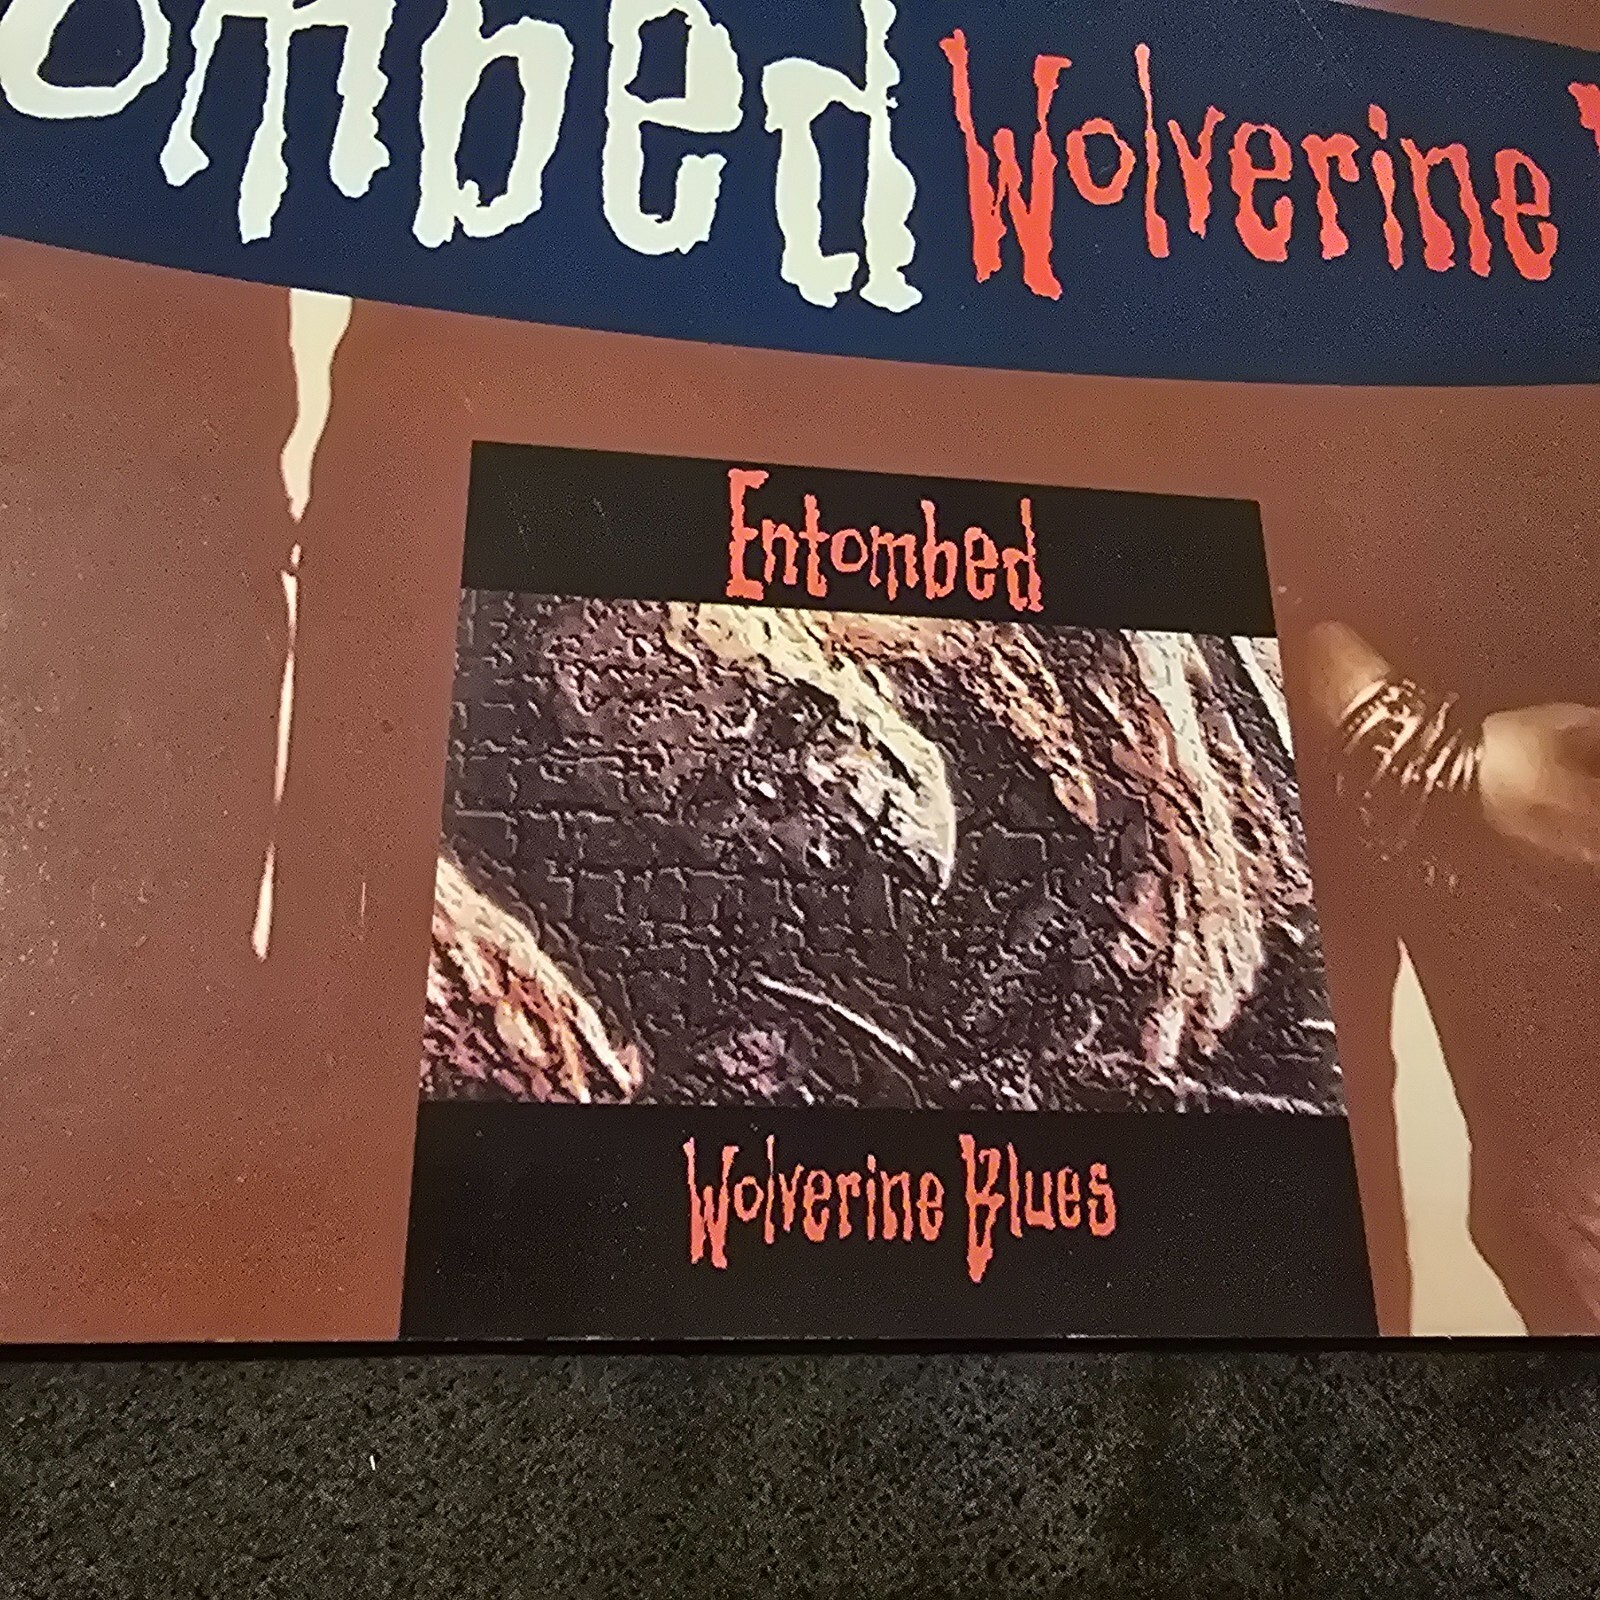 ombed Wolverine
Entombed
Wolverine Blues